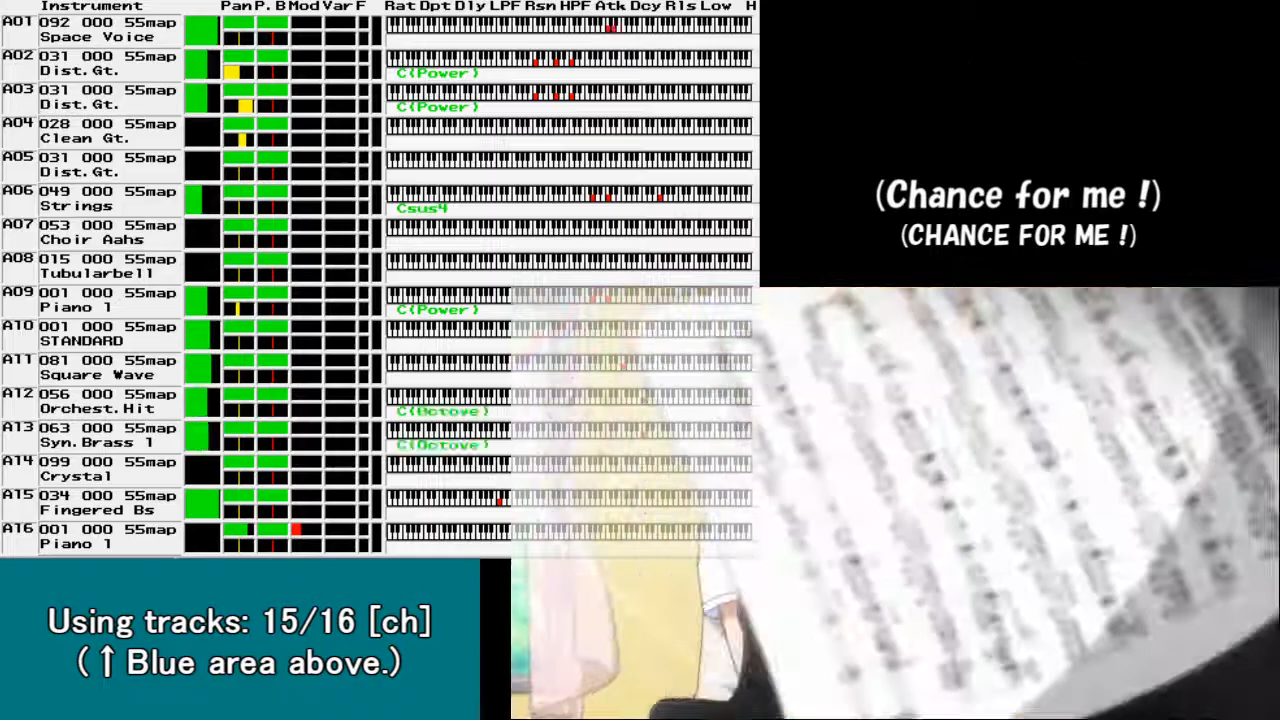 Instrument Pan P.B Mod Var F Rat Dpt Dly LPF Rsn HPF Atk Dcy Rls Low H
A01 092 000 55map
Space Voice
A02 031 000 55map
Dist.Gt. C(Power)
A03 031 000 55map
Dist.Gt. C(Power)
A04 028 000 55map
Clean Gt.
A05 031 000 55map
Dist.Gt.
A06 049 000 55map
Strings Csus4
A07 053 000 55map
Choir Aahs
A08 015 000 55map
Tubularbell
A09 001 000 55map
Piano 1 C(Power)
A10 001 000 55map
STANDARD
A11 081 000 55map
Square Wave
A12 056 000 55map
Orchest.Hit C(Octove)
A13 063 000 55map
Syn.Brass 1 C(Octove)
A14 099 000 55map
Crystal
A15 034 000 55map
Fingered Bs
A16 001 000 55map
Piano 1
(Chance for me !)
(CHANCE FOR ME !)
Using tracks: 15/16 [ch]
(↑Blue area above.)